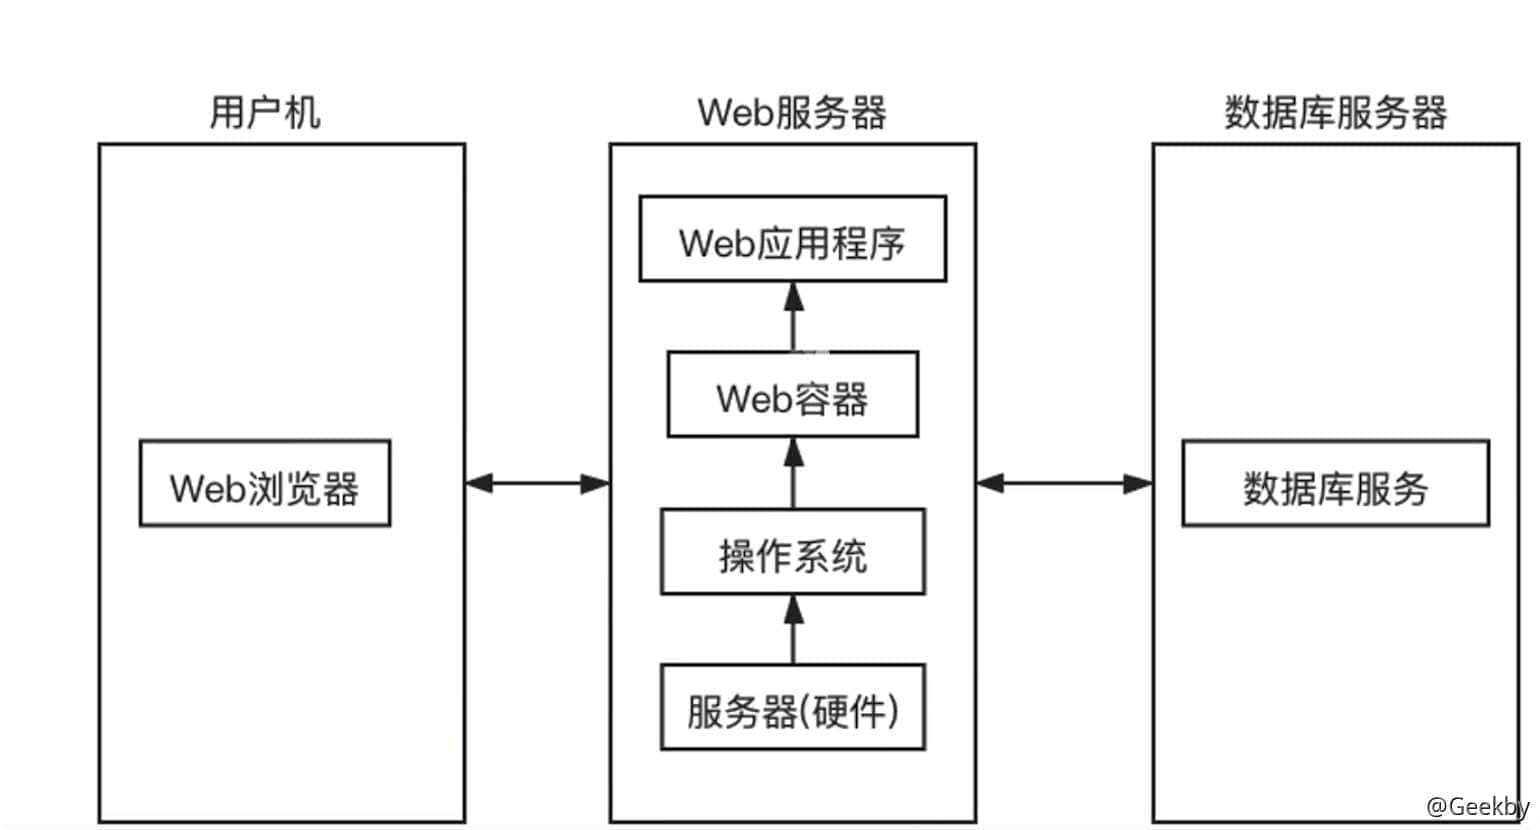 用户机
Web服务器
数据库服务器
Web应用程序
Web容器
Web浏览器
数据库服务
操作系统
服务器(硬件)
@Geekby